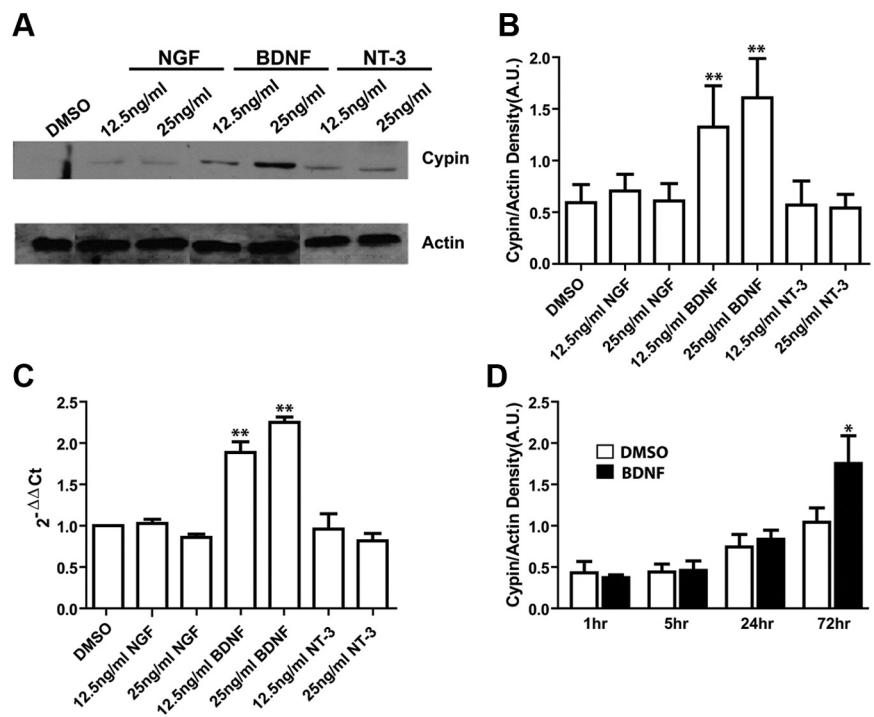 A
NGF BDNF NT-3
DMSO 12.5ng/ml 25ng/ml 12.5ng/ml 25ng/ml 12.5ng/ml 25ng/ml
Cypin
Actin
B
Cypin/Actin Density(A.U.)
2.0
1.5
1.0
0.5
0.0
** **
DMSO
12.5ng/ml NGF
25ng/ml NGF
12.5ng/ml BDNF
25ng/ml BDNF
12.5ng/ml NT-3
25ng/ml NT-3
C
2-ΔΔCt
2.5
2.0
1.5
1.0
0.5
0.0
** **
DMSO
12.5ng/ml NGF
25ng/ml NGF
12.5ng/ml BDNF
25ng/ml BDNF
12.5ng/ml NT-3
25ng/ml NT-3
D
Cypin/Actin Density(A.U.)
2.5
2.0
1.5
1.0
0.5
0.0
DMSO
BDNF
*
1hr 5hr 24hr 72hr